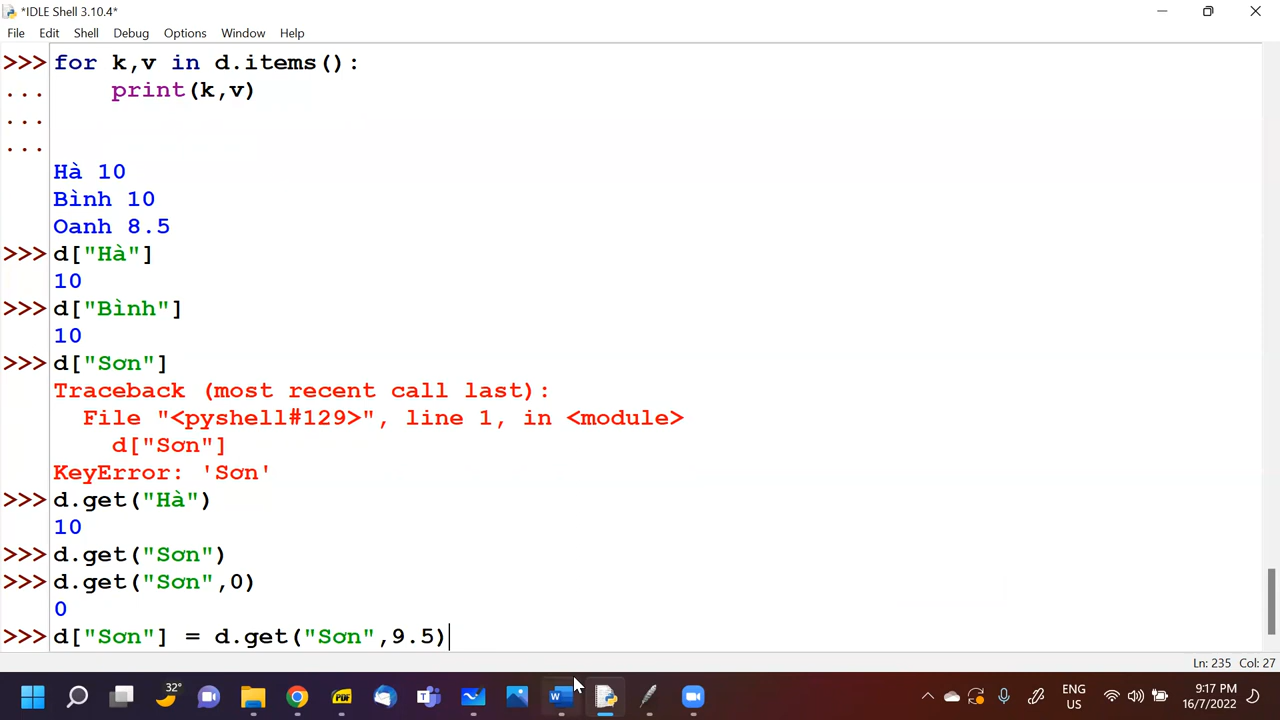 *IDLE Shell 3.10.4*
File Edit Shell Debug Options Window Help
>>> for k,v in d.items():
... print(k,v)
...
...
Hà 10
Bình 10
Oanh 8.5
>>> d["Hà"]
10
>>> d["Bình"]
10
>>> d["Sơn"]
Traceback (most recent call last):
File "<pyshell#129>", line 1, in <module>
d["Sơn"]
KeyError: 'Sơn'
>>> d.get("Hà")
10
>>> d.get("Sơn")
>>> d.get("Sơn",0)
0
>>> d["Sơn"] = d.get("Sơn",9.5)
Ln: 235 Col: 27
32°
PDF
W
ENG
US
9:17 PM
16/7/2022